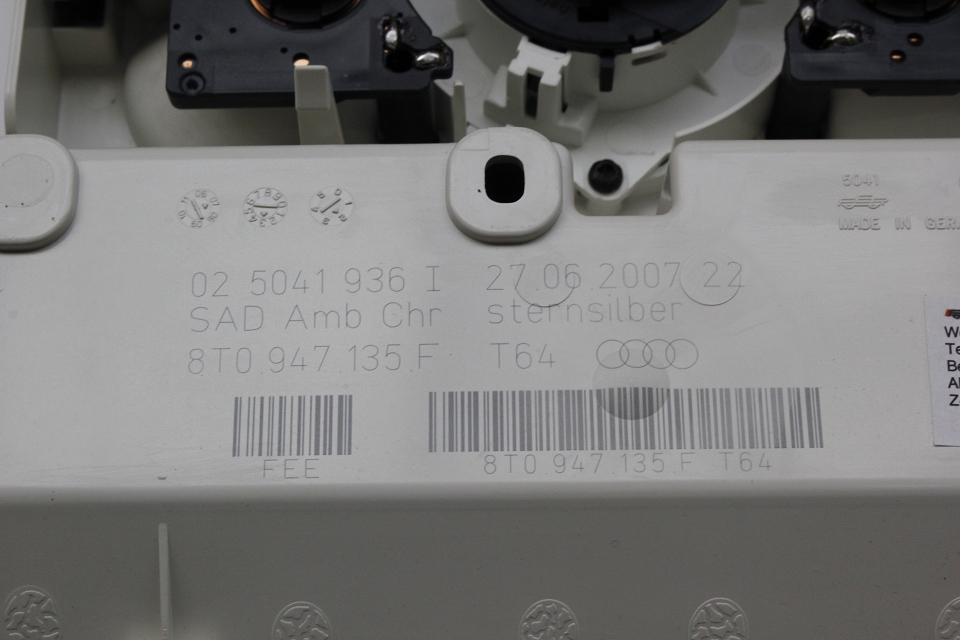 5041
MADE IN GER
02 5041 936 I 27.06.2007 22
SAD Amb Chr sternsilber
8T0 947 135 F T64
FEE
8T0 947 135 F T64